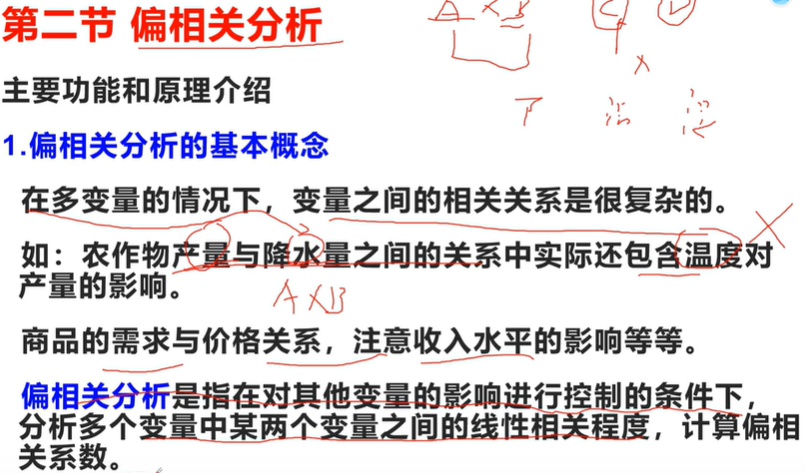 第二节 偏相关分析
A × B C D
主要功能和原理介绍
1.偏相关分析的基本概念
在多变量的情况下，变量之间的相关关系是很复杂的。
如：农作物产量与降水量之间的关系中实际还包含温度对
产量的影响。
A×B
商品的需求与价格关系，注意收入水平的影响等等。
偏相关分析是指在对其他变量的影响进行控制的条件下，
分析多个变量中某两个变量之间的线性相关程度，计算偏相
关系数。